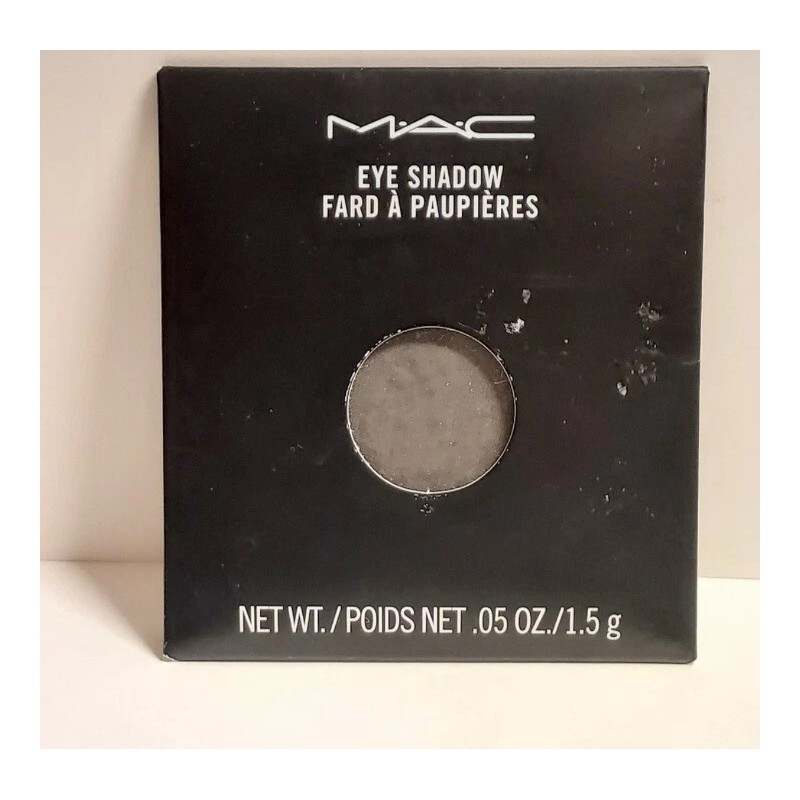 M·A·C
EYE SHADOW
FARD À PAUPIÈRES
NET WT. / POIDS NET .05 OZ./1.5 g